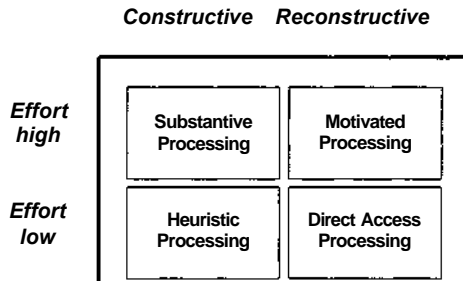 Constructive Reconstructive
Effort
high
Substantive
Processing
Motivated
Processing
Effort
low
Heuristic
Processing
Direct Access
Processing